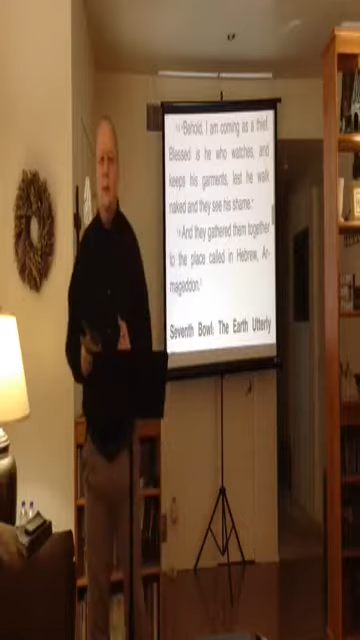 15 "Behold, I am coming as a thief.
Blessed is he who watches, and
keeps his garments, lest he walk
naked and they see his shame."
16 And they gathered them together
to the place called in Hebrew, Ar-
mageddon.
Seventh Bowl: The Earth Utterly